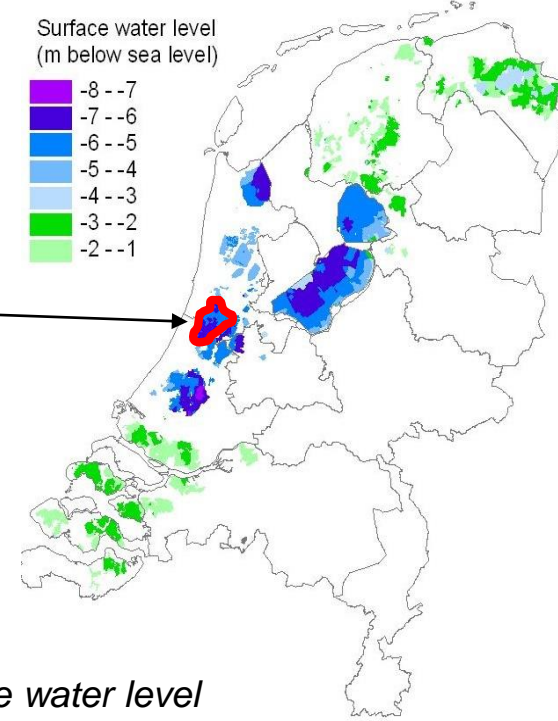 Surface water level
(m below sea level)
-8 - -7
-7 - -6
-6 - -5
-5 - -4
-4 - -3
-3 - -2
-2 - -1
e water level